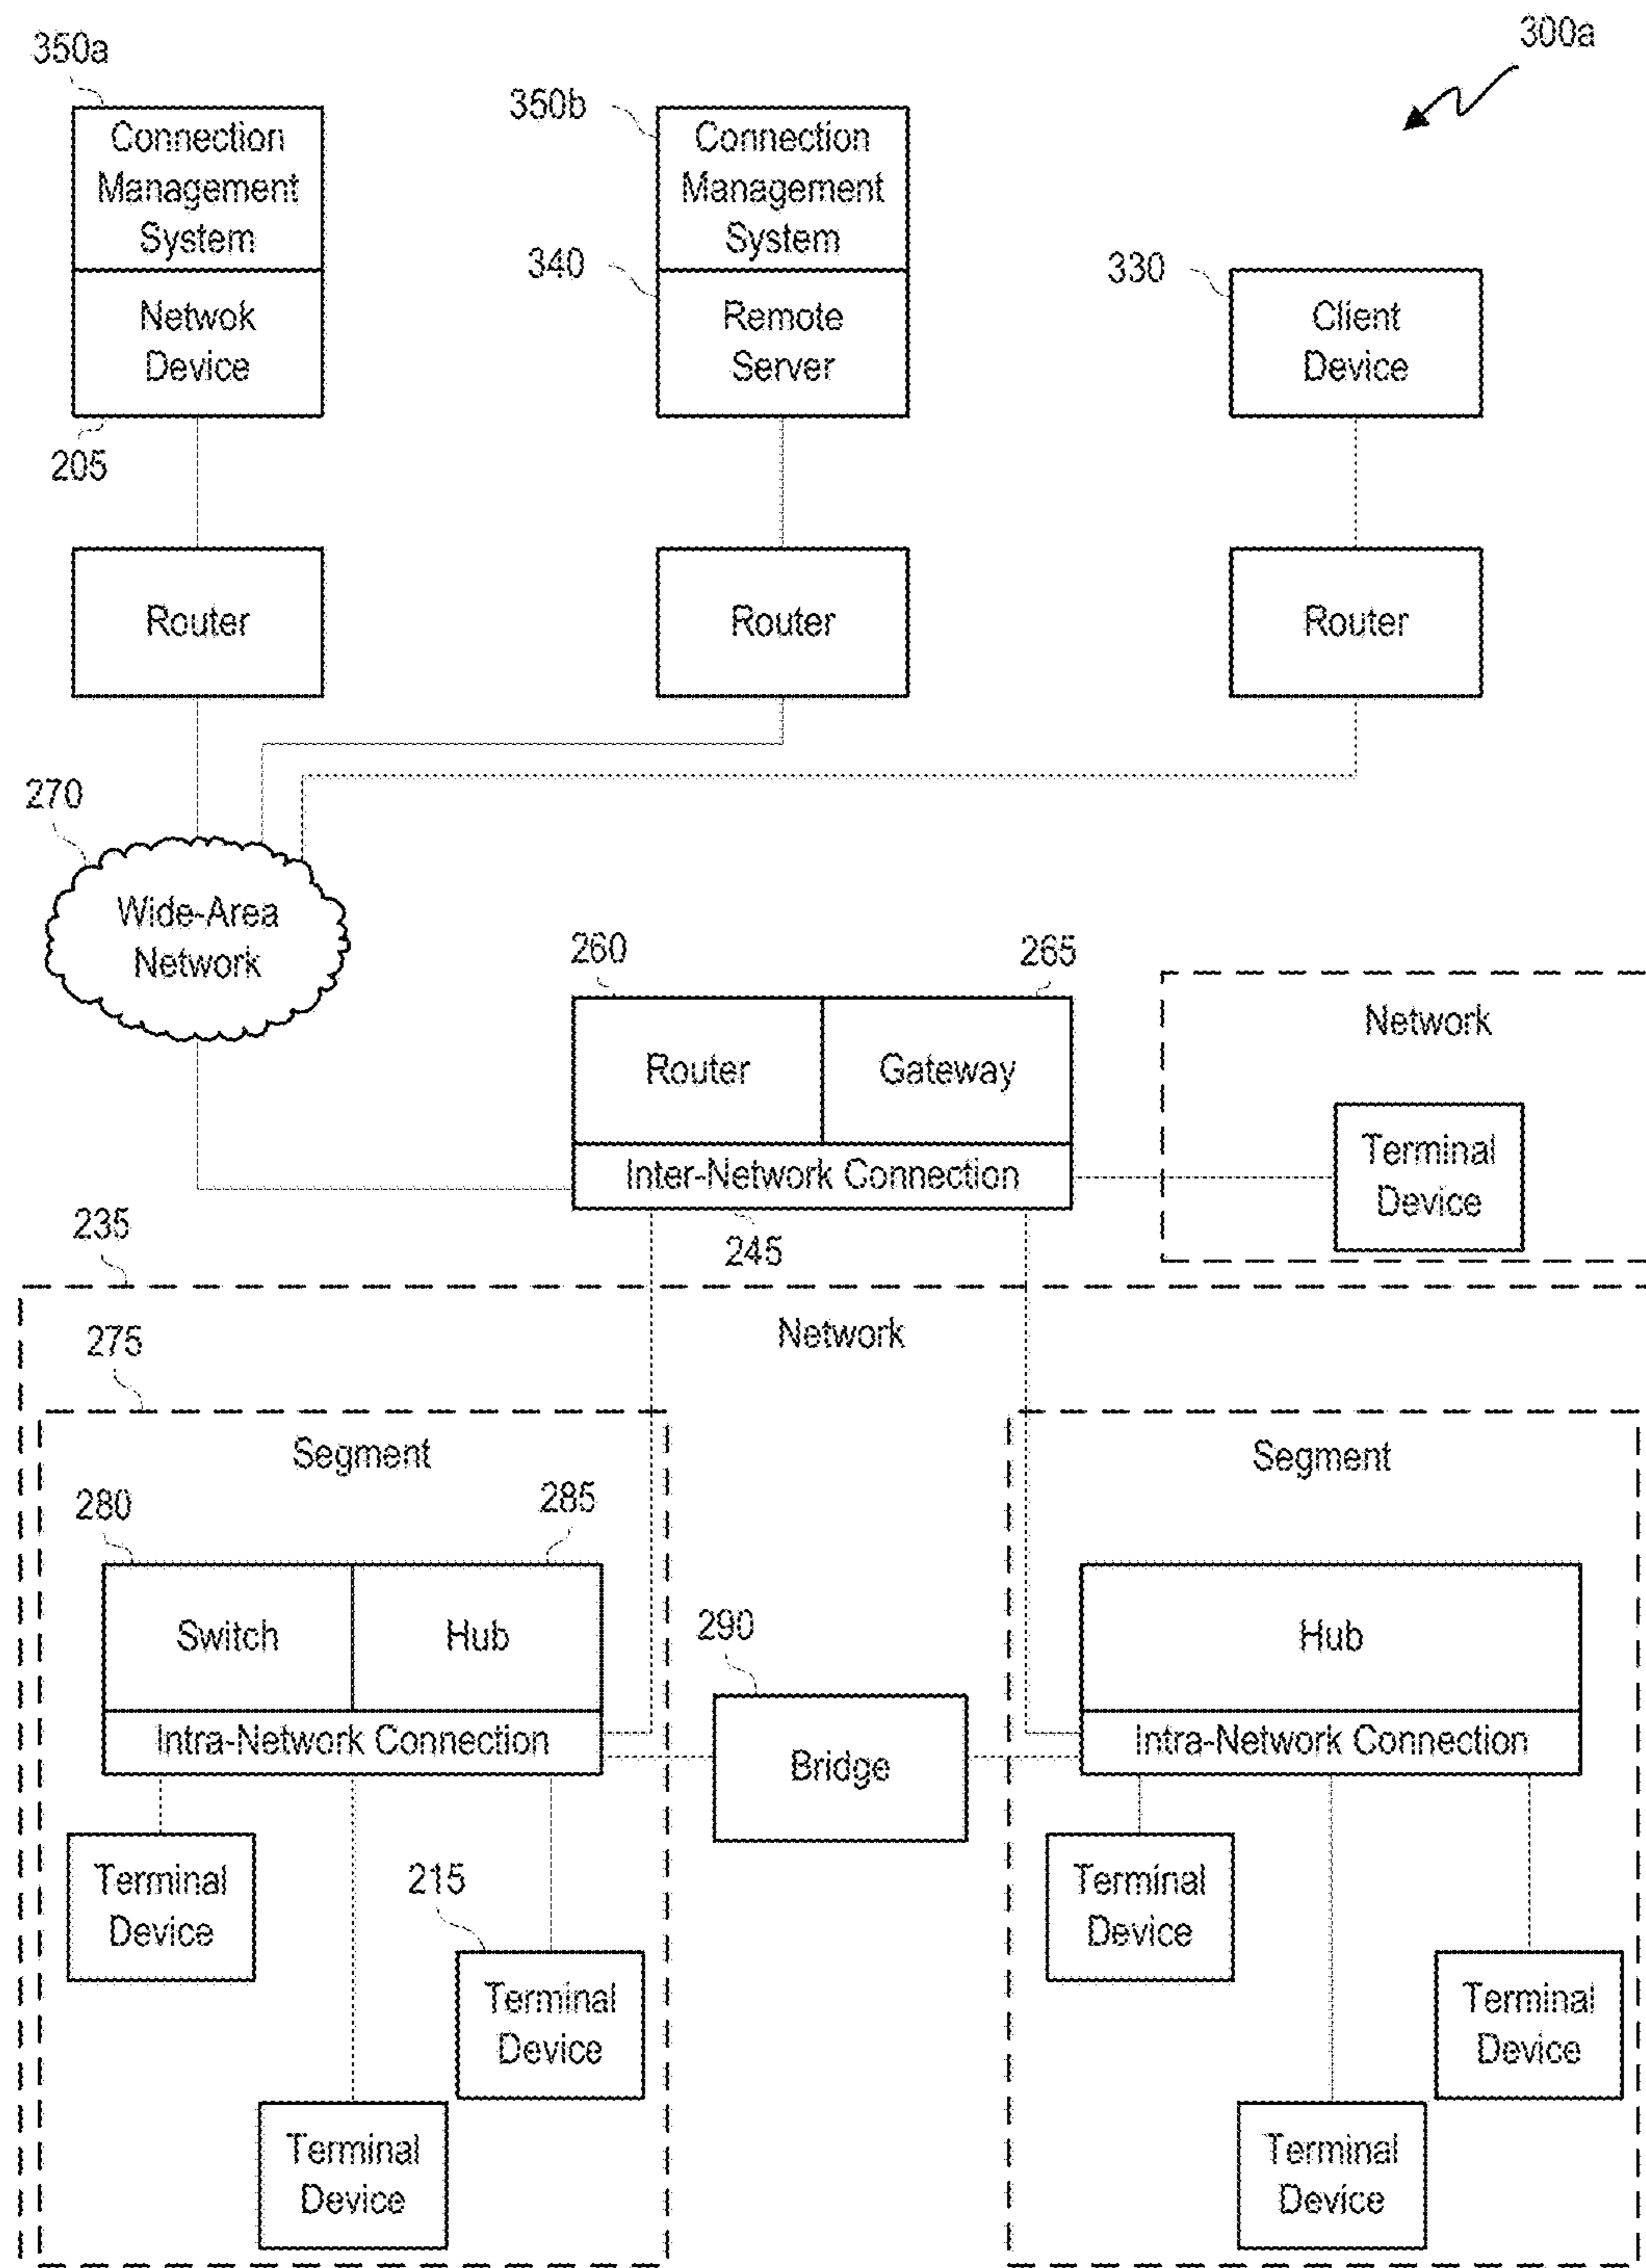 300a
350a
350b
Connection
Management
System
Connection
Management
System
340
330
Netwok
Device
Remote
Server
Client
Device
205
Router
Router
Router
270
Wide-Area
Network
260
265
Router
Gateway
Inter-Network Connection
245
Network
Terminal
Device
235
Network
275
Segment
280
285
Switch
Hub
Intra-Network Connection
290
Bridge
Segment
Hub
Intra-Network Connection
Terminal
Device
215
Terminal
Device
Terminal
Device
Terminal
Device
Terminal
Device
Terminal
Device